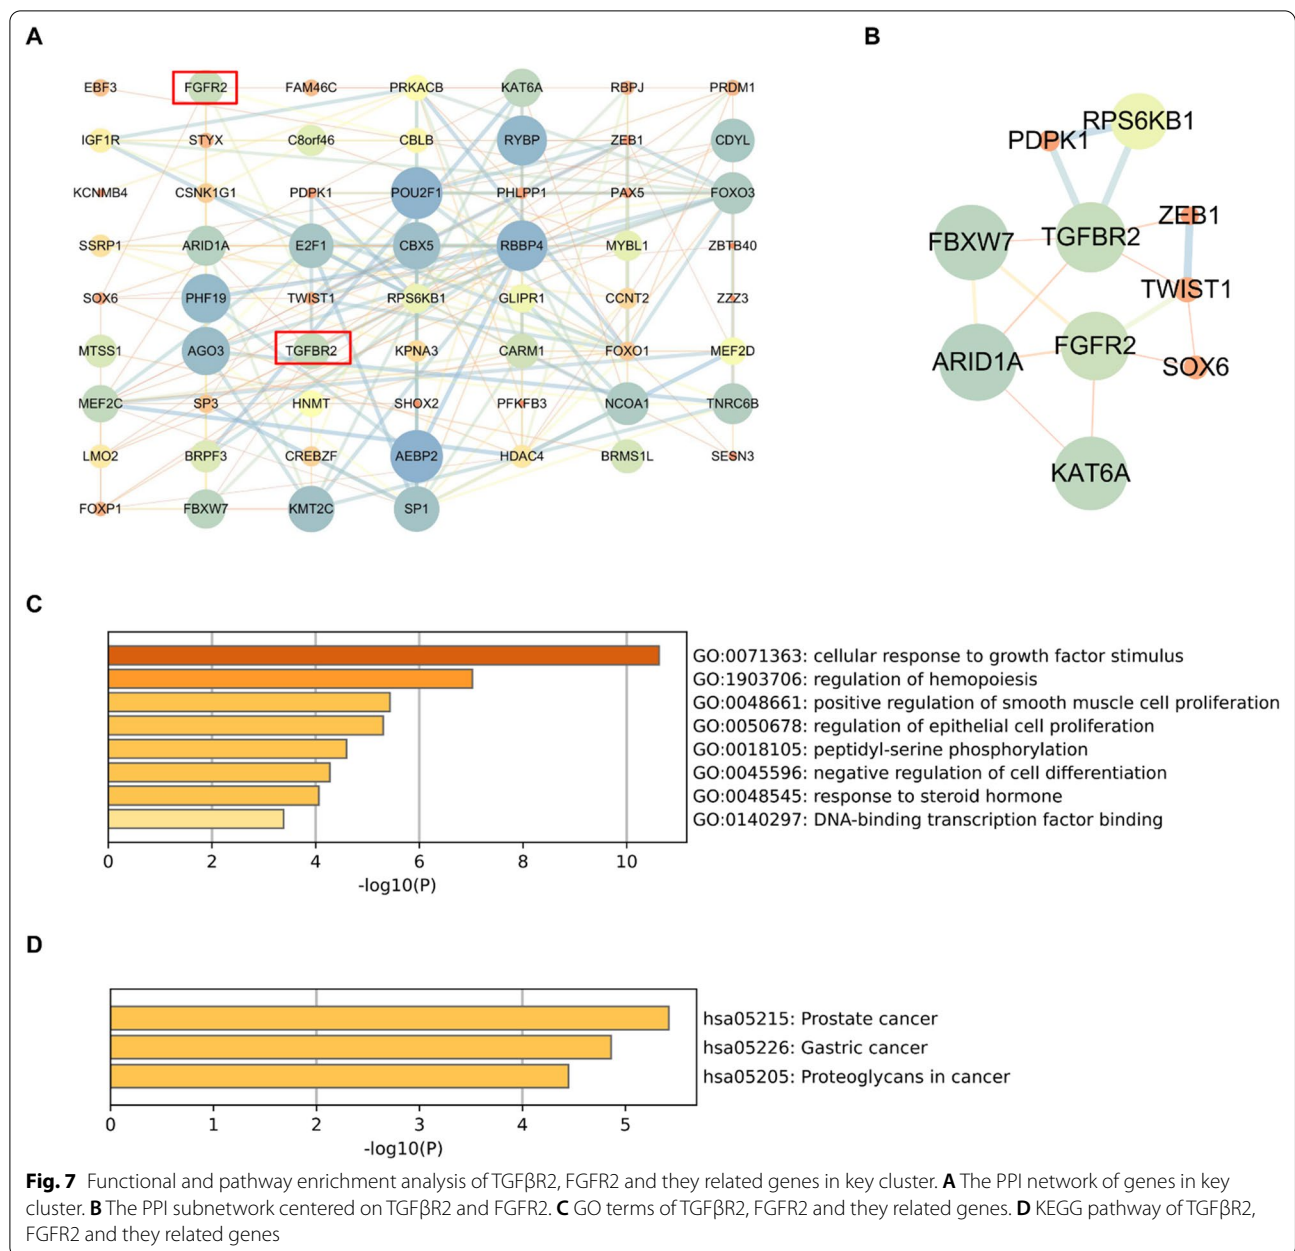 A
B
EBF3 FGFR2 FAM46C PRKACB KAT6A RBPJ PRDM1
IGF1R STYX C8orf46 CBLB RYBP ZEB1 CDYL
KCNMB4 CSNK1G1 PDPK1 POU2F1 PHLPP1 PAX5 FOXO3
SSRP1 ARID1A E2F1 CBX5 RBBP4 MYBL1 ZBTB40
SOX6 PHF19 TWIST1 RPS6KB1 GLIPR1 CCNT2 ZZZ3
MTSS1 AGO3 TGFBR2 KPNA3 CARM1 FOXO1 MEF2D
MEF2C SP3 HNMT SHOX2 PFKFB3 NCOA1 TNRC6B
LMO2 BRPF3 CREBZF AEBP2 HDAC4 BRMS1L SESN3
FOXP1 FBXW7 KMT2C SP1
RPS6KB1
PDPK1
ZEB1
FBXW7 TGFBR2
TWIST1
FGFR2
ARID1A SOX6
KAT6A
C
GO:0071363: cellular response to growth factor stimulus
GO:1903706: regulation of hemopoiesis
GO:0048661: positive regulation of smooth muscle cell proliferation
GO:0050678: regulation of epithelial cell proliferation
GO:0018105: peptidyl-serine phosphorylation
GO:0045596: negative regulation of cell differentiation
GO:0048545: response to steroid hormone
GO:0140297: DNA-binding transcription factor binding
0 2 4 6 8 10
-log10(P)
D
hsa05215: Prostate cancer
hsa05226: Gastric cancer
hsa05205: Proteoglycans in cancer
0 1 2 3 4 5
-log10(P)
Fig. 7 Functional and pathway enrichment analysis of TGFβR2, FGFR2 and they related genes in key cluster. A The PPI network of genes in key
cluster. B The PPI subnetwork centered on TGFβR2 and FGFR2. C GO terms of TGFβR2, FGFR2 and they related genes. D KEGG pathway of TGFβR2,
FGFR2 and they related genes